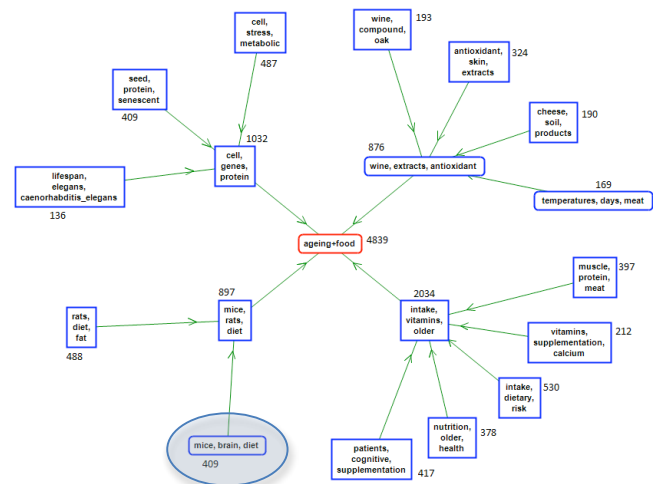 cell,
stress,
metabolic
487
wine,
compound,
oak
193
antioxidant,
skin,
extracts
324
seed,
protein,
senescent
409
cheese,
soil,
products
190
1032
cell,
genes,
protein
876
wine, extracts, antioxidant
lifespan,
elegans,
caenorhabditis_elegans
136
169
temperatures, days, meat
ageing+food
4839
muscle,
protein,
meat
397
897
mice,
rats,
diet
2034
intake,
vitamins,
older
rats,
diet,
fat
488
vitamins,
supplementation,
calcium
212
intake,
dietary,
risk
530
nutrition,
older,
health
378
mice, brain, diet
409
patients,
cognitive,
supplementation
417